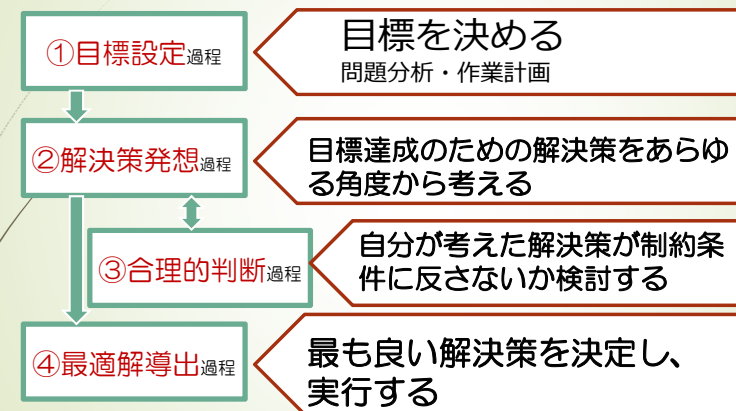 ①目標設定過程
目標を決める
問題分析・作業計画
②解決策発想過程
目標達成のための解決策をあらゆ
る角度から考える
③合理的判断過程
自分が考えた解決策が制約条
件に反さないか検討する
④最適解導出過程
最も良い解決策を決定し、
実行する